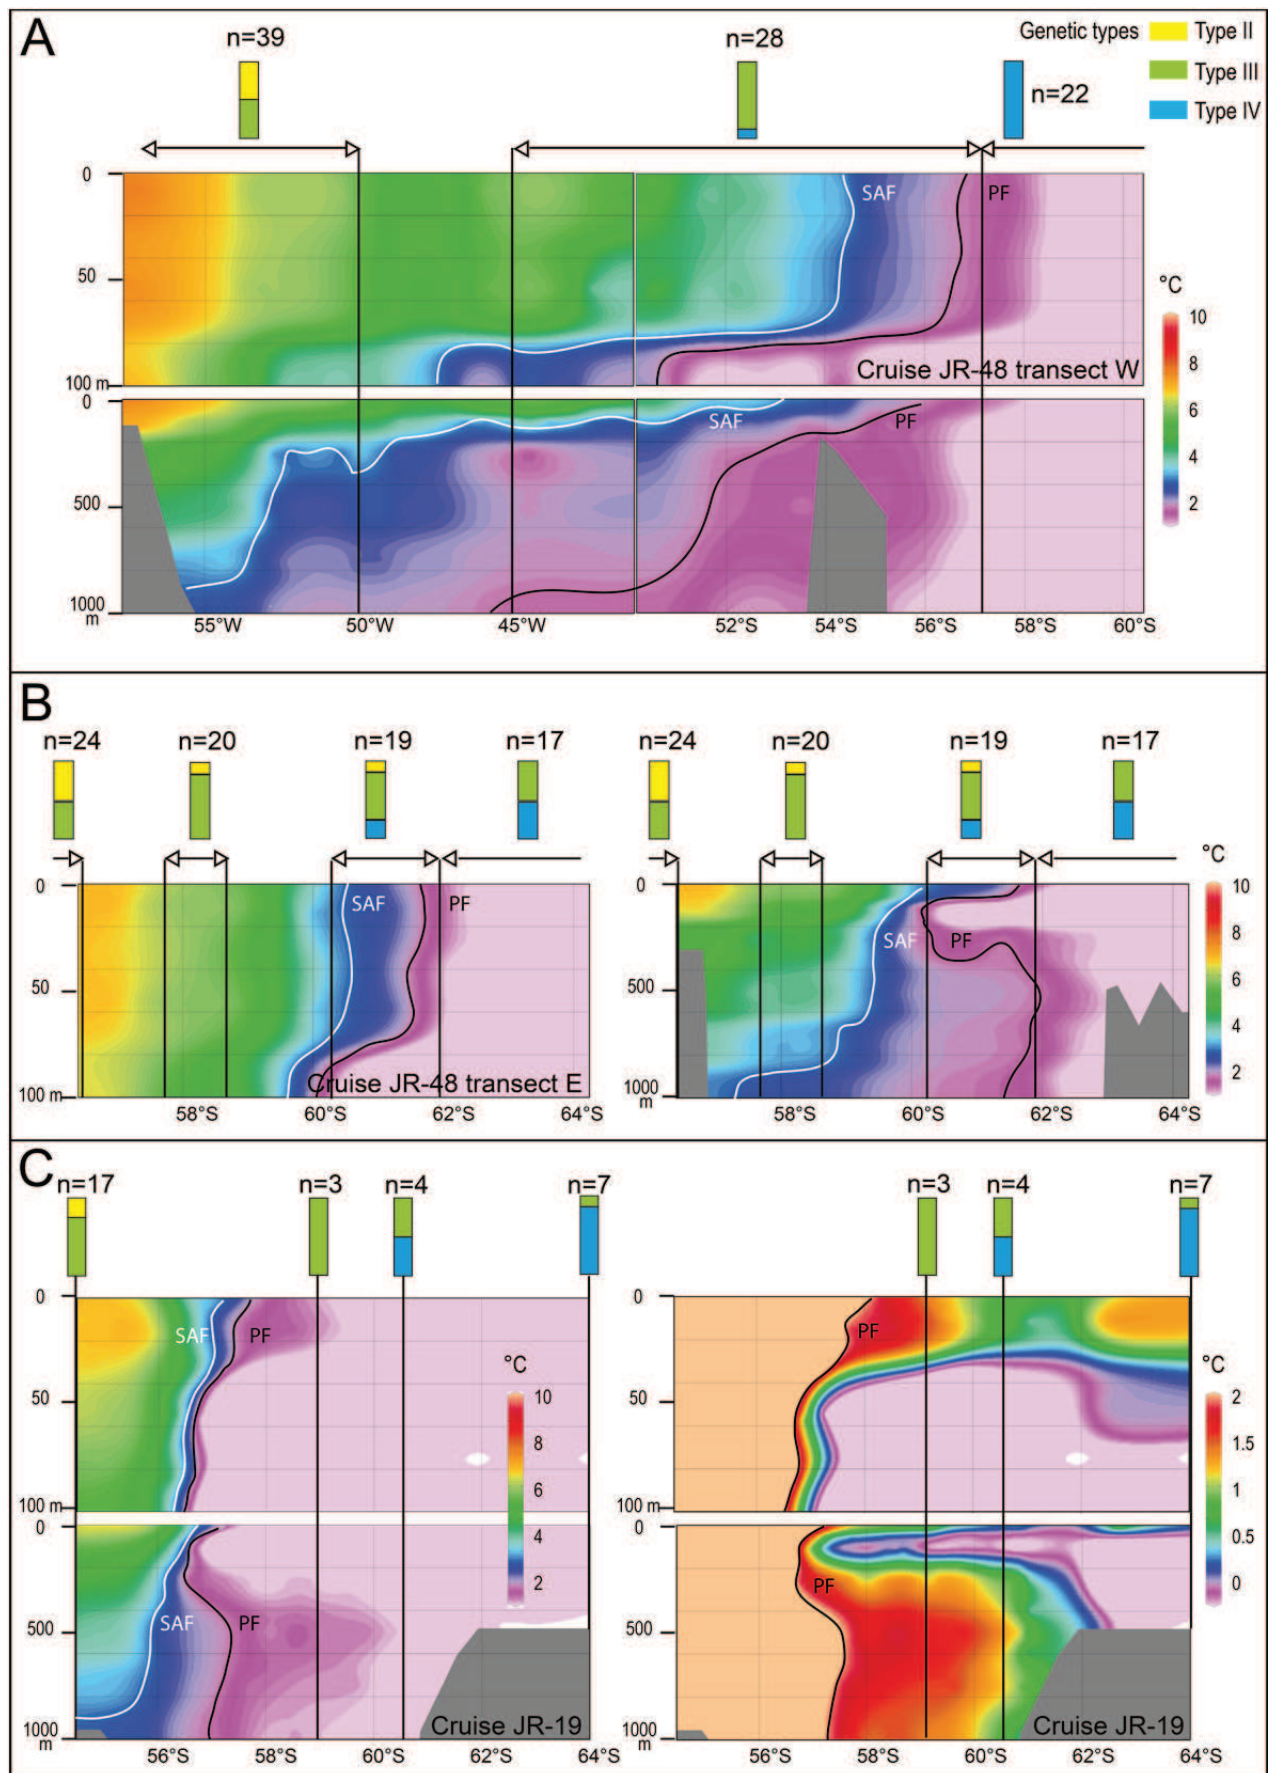 A
n=39
n=28
n=22
Genetic types
Type II
Type III
Type IV
0
50
100 m
SAF
PF
Cruise JR-48 transect W
0
500
1000
m
SAF
PF
55°W
50°W
45°W
52°S
54°S
56°S
58°S
60°S
°C
10
8
6
4
2
B
n=24
n=20
n=19
n=17
n=24
n=20
n=19
n=17
0
50
100 m
SAF
PF
Cruise JR-48 transect E
58°S
60°S
62°S
64°S
0
500
1000
m
SAF
PF
58°S
60°S
62°S
64°S
°C
10
8
6
4
2
C
n=17
n=3
n=4
n=7
n=3
n=4
n=7
0
50
100 m
SAF
PF
°C
10
8
6
4
2
0
500
1000
m
SAF
PF
Cruise JR-19
56°S
58°S
60°S
62°S
64°S
0
50
100 m
PF
0
500
1000
m
PF
Cruise JR-19
56°S
58°S
60°S
62°S
64°S
°C
2
1.5
1
0.5
0